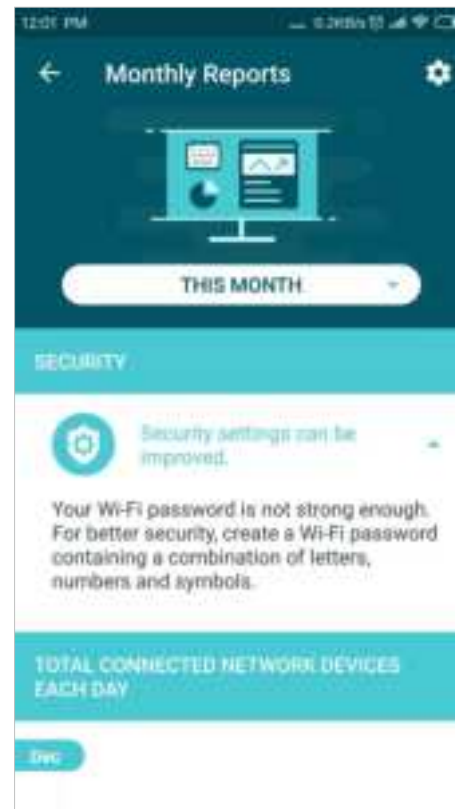 12:01 PM
Monthly Reports
THIS MONTH
SECURITY
Security settings can be
improved.
Your Wi-Fi password is not strong enough.
For better security, create a Wi-Fi password
containing a combination of letters,
numbers and symbols.
TOTAL CONNECTED NETWORK DEVICES
EACH DAY
Dec